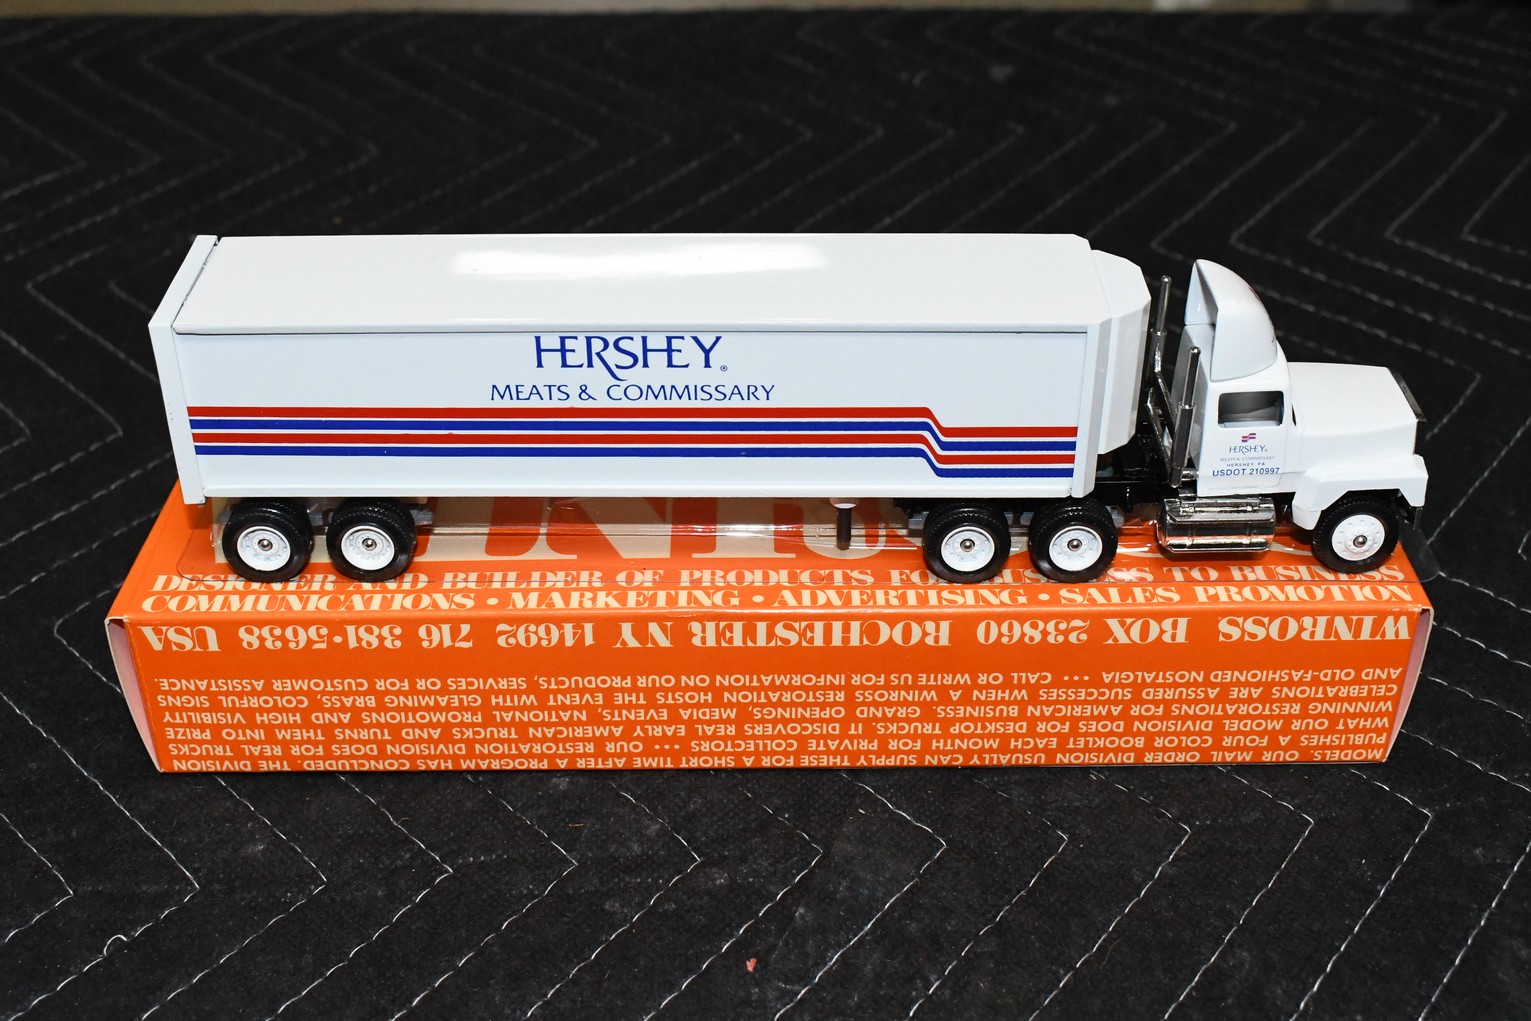 HERSHEY®
MEATS & COMMISSARY
HERSHEY®
MEATS & COMMISSARY
HERSHEY PA
USDOT 210997
DESIGNER AND BUILDER OF PRODUCTS FOR BUSINESS TO BUSINESS
COMMUNICATIONS • MARKETING • ADVERTISING • SALES PROMOTION
WINROSS BOX 23860 ROCHESTER NY 14692 716 381-5638 USA
MODELS. OUR MAIL ORDER DIVISION USUALLY CAN SUPPLY THESE FOR A SHORT TIME AFTER A PROGRAM HAS CONCLUDED. THE DIVISION
PUBLISHES A FOUR COLOR BOOKLET EACH MONTH FOR PRIVATE COLLECTORS ••• OUR RESTORATION DIVISION DOES FOR REAL TRUCKS
WHAT OUR MODEL DIVISION DOES FOR DESKTOP TRUCKS. IT DISCOVERS REAL EARLY AMERICAN TRUCKS AND TURNS THEM INTO PRIZE
WINNING RESTORATIONS FOR AMERICAN BUSINESS. GRAND OPENINGS, MEDIA EVENTS, NATIONAL PROMOTIONS AND HIGH VISIBILITY
CELEBRATIONS ARE ASSURED SUCCESSES WHEN A WINROSS RESTORATION HOSTS THE EVENT WITH GLEAMING BRASS, COLORFUL SIGNS
AND OLD-FASHIONED NOSTALGIA ••• CALL OR WRITE US FOR INFORMATION ON OUR PRODUCTS, SERVICES OR FOR CUSTOMER ASSISTANCE.